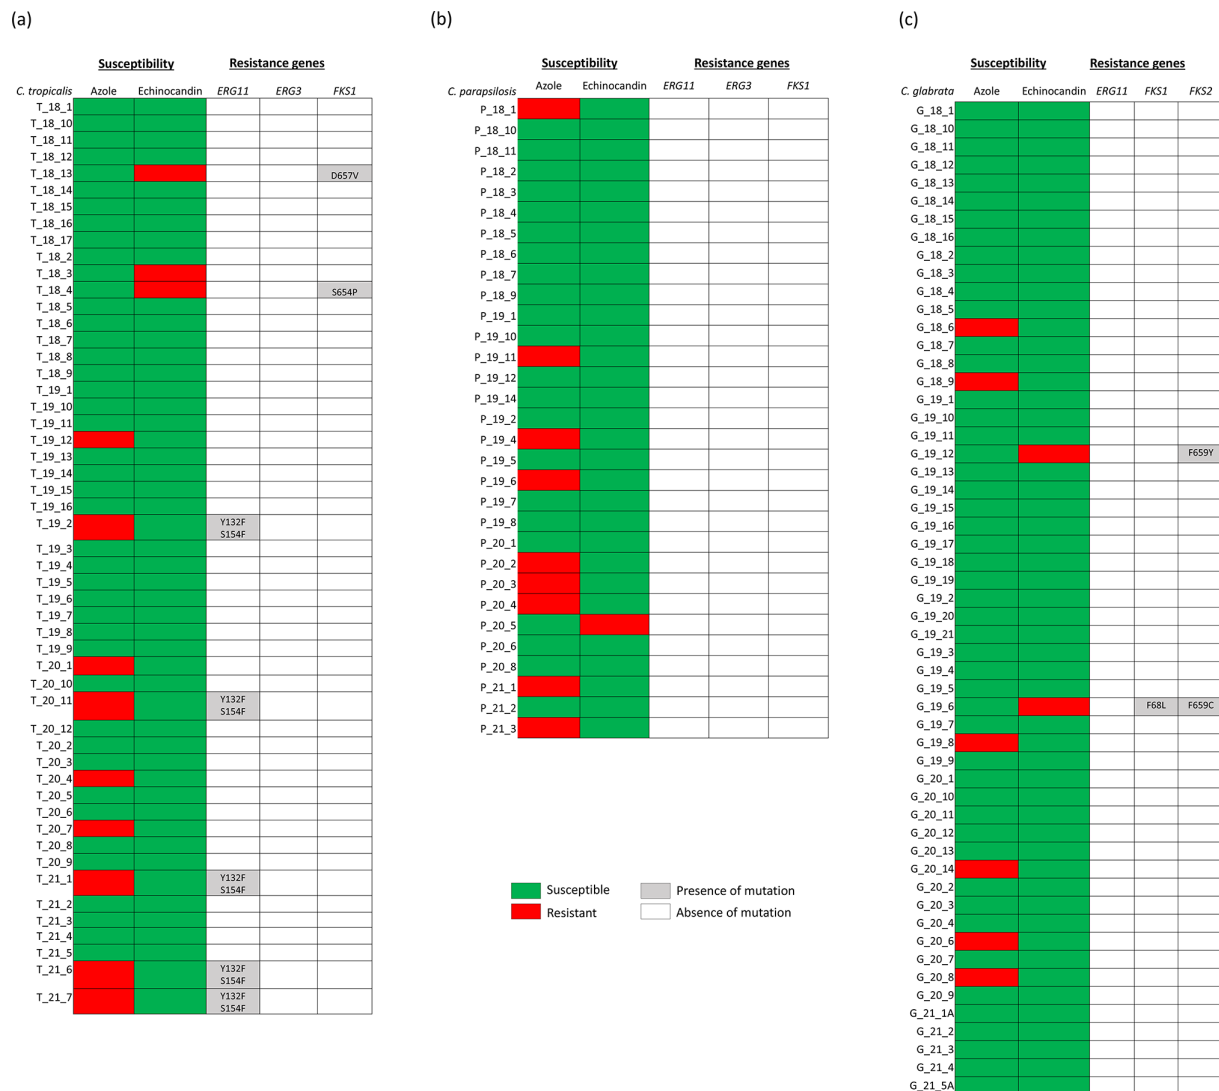 (a)
Susceptibility Resistance genes
C. tropicalis Azole Echinocandin ERG11 ERG3 FKS1
T_18_1
T_18_10
T_18_11
T_18_12
T_18_13 D657V
T_18_14
T_18_15
T_18_16
T_18_17
T_18_2
T_18_3
T_18_4 S654P
T_18_5
T_18_6
T_18_7
T_18_8
T_18_9
T_19_1
T_19_10
T_19_11
T_19_12
T_19_13
T_19_14
T_19_15
T_19_16
T_19_2 Y132F
S154F
T_19_3
T_19_4
T_19_5
T_19_6
T_19_7
T_19_8
T_19_9
T_20_1
T_20_10
T_20_11 Y132F
S154F
T_20_12
T_20_2
T_20_3
T_20_4
T_20_5
T_20_6
T_20_7
T_20_8
T_20_9
T_21_1 Y132F
S154F
T_21_2
T_21_3
T_21_4
T_21_5
T_21_6 Y132F
S154F
T_21_7 Y132F
S154F
(b)
Susceptibility Resistance genes
C. parapsilosis Azole Echinocandin ERG11 ERG3 FKS1
P_18_1
P_18_10
P_18_11
P_18_2
P_18_3
P_18_4
P_18_5
P_18_6
P_18_7
P_18_9
P_19_1
P_19_10
P_19_11
P_19_12
P_19_14
P_19_2
P_19_4
P_19_5
P_19_6
P_19_7
P_19_8
P_20_1
P_20_2
P_20_3
P_20_4
P_20_5
P_20_6
P_20_8
P_21_1
P_21_2
P_21_3
Susceptible Presence of mutation
Resistant Absence of mutation
(c)
Susceptibility Resistance genes
C. glabrata Azole Echinocandin ERG11 FKS1 FKS2
G_18_1
G_18_10
G_18_11
G_18_12
G_18_13
G_18_14
G_18_15
G_18_16
G_18_2
G_18_3
G_18_4
G_18_5
G_18_6
G_18_7
G_18_8
G_18_9
G_19_1
G_19_10
G_19_11
G_19_12 F659Y
G_19_13
G_19_14
G_19_15
G_19_16
G_19_17
G_19_18
G_19_19
G_19_2
G_19_20
G_19_21
G_19_3
G_19_4
G_19_5
G_19_6 F68L F659C
G_19_7
G_19_8
G_19_9
G_20_1
G_20_10
G_20_11
G_20_12
G_20_13
G_20_14
G_20_2
G_20_3
G_20_4
G_20_6
G_20_7
G_20_8
G_20_9
G_21_1A
G_21_2
G_21_3
G_21_4
G_21_5A